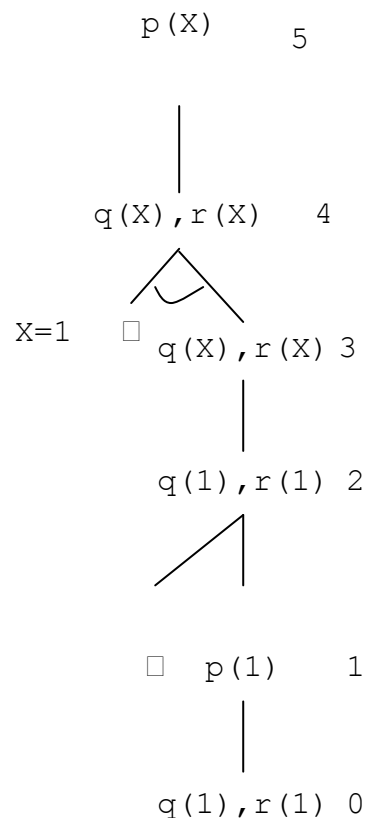 p(X) 5
q(X),r(X) 4
X=1 □ q(X),r(X) 3
q(1),r(1) 2
□ p(1) 1
q(1),r(1) 0